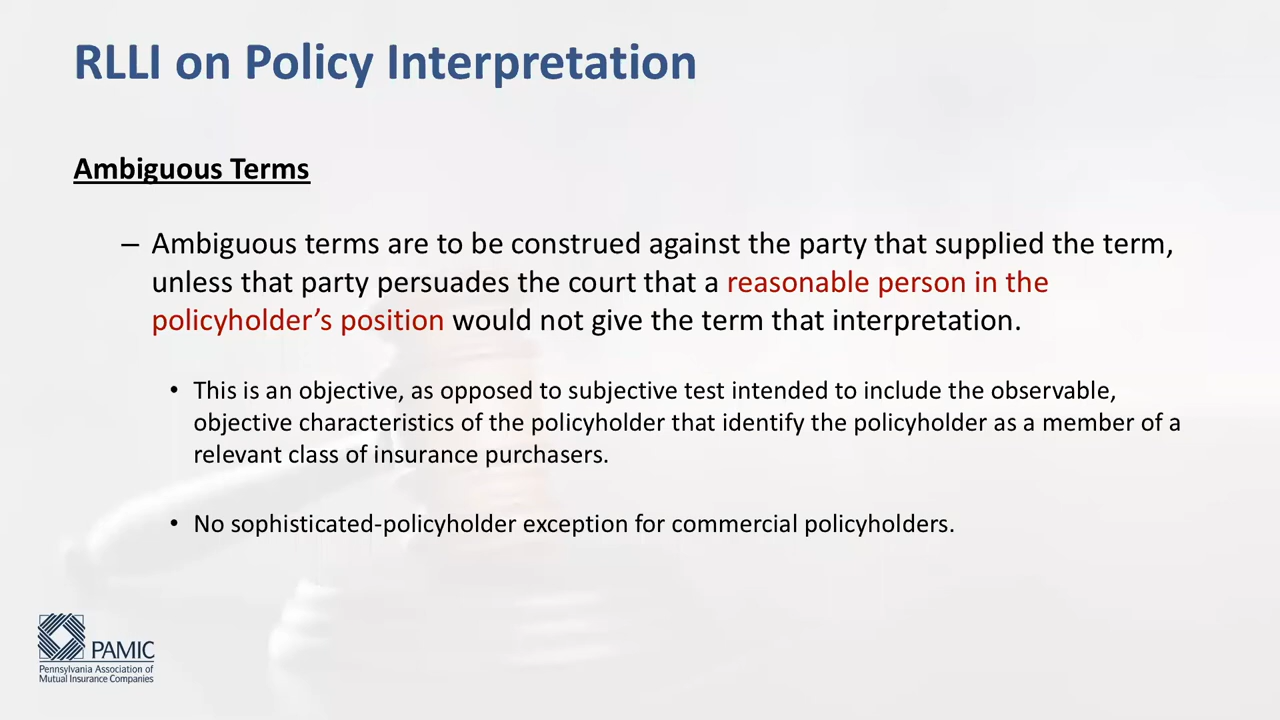 RLLI on Policy Interpretation
Ambiguous Terms
– Ambiguous terms are to be construed against the party that supplied the term,
unless that party persuades the court that a reasonable person in the
policyholder’s position would not give the term that interpretation.
• This is an objective, as opposed to subjective test intended to include the observable,
objective characteristics of the policyholder that identify the policyholder as a member of a
relevant class of insurance purchasers.
• No sophisticated-policyholder exception for commercial policyholders.
PAMIC
Pennsylvania Association of
Mutual Insurance Companies